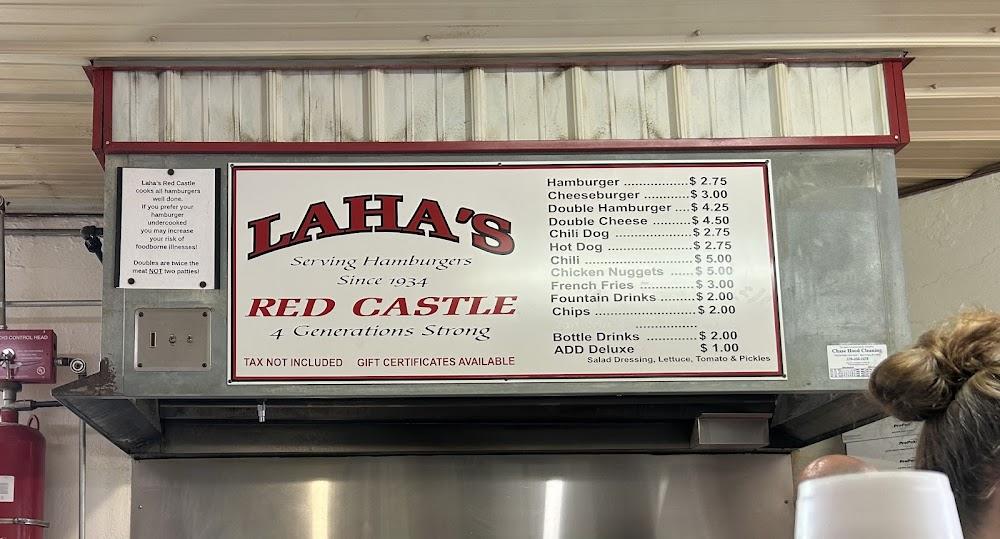 Laha's Red Castle
cooks all hamburgers
well done.
If you prefer your
hamburger
undercooked
you may increase
your risk of
foodborne illnesses!
Doubles are twice the
meat NOT two patties!
LAHA'S
Serving Hamburgers
Since 1934
RED CASTLE
4 Generations Strong
TAX NOT INCLUDED GIFT CERTIFICATES AVAILABLE
Hamburger .................$ 2.75
Cheeseburger ............$ 3.00
Double Hamburger ....$ 4.25
Double Cheese ..........$ 4.50
Chili Dog ....................$ 2.75
Hot Dog ......................$ 2.75
Chili ............................$ 5.00
Chicken Nuggets ......$ 5.00
French Fries ..............$ 3.00
Fountain Drinks .........$ 2.00
Chips ..........................$ 2.00
................
Bottle Drinks .............$ 2.00
ADD Deluxe $ 1.00
Salad Dressing, Lettuce, Tomato & Pickles
Chase Hood Cleaning
CONTROL HEAD